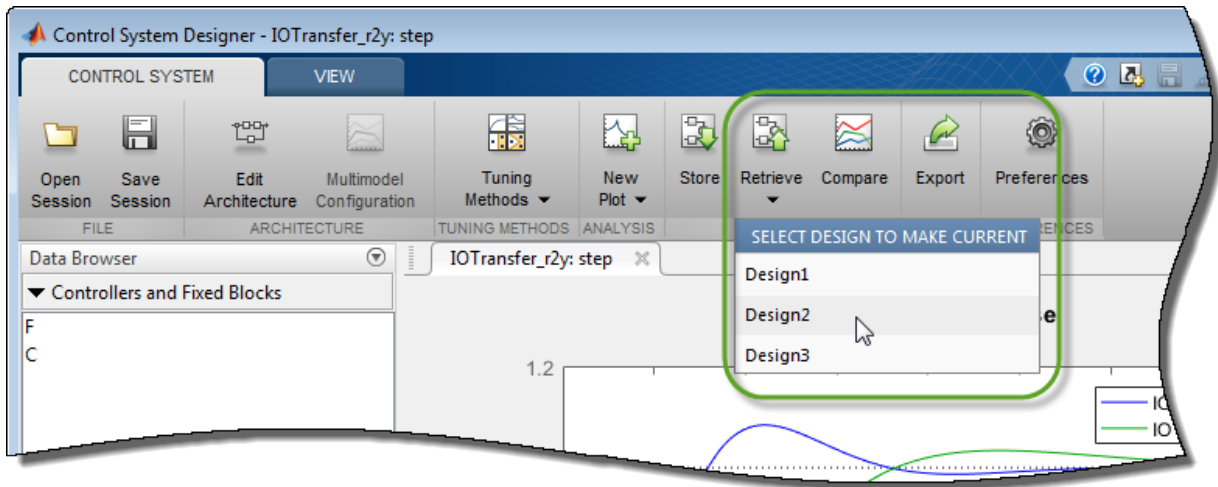 Control System Designer - IOTransfer_r2y: step
CONTROL SYSTEM VIEW
Open Session
Save Session
Edit Architecture
Multimodel Configuration
Tuning Methods
New Plot
Store
Retrieve
Compare
Export
Preferences
FILE ARCHITECTURE TUNING METHODS ANALYSIS
SELECT DESIGN TO MAKE CURRENT
Data Browser
IOTransfer_r2y: step
Design1
Controllers and Fixed Blocks
Design2
F
C
Design3
1.2